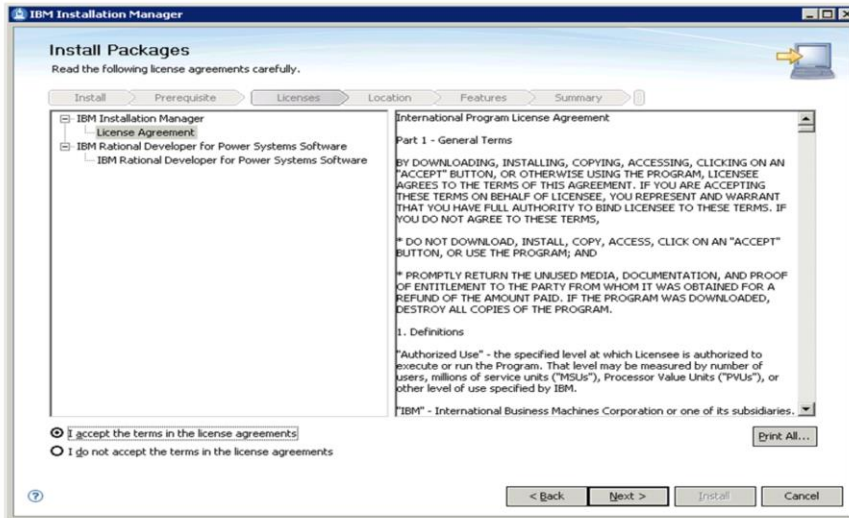 IBM Installation Manager
Install Packages
Read the following license agreements carefully.
Install Prerequisite Licenses Location Features Summary
IBM Installation Manager
License Agreement
IBM Rational Developer for Power Systems Software
IBM Rational Developer for Power Systems Software
International Program License Agreement
Part 1 - General Terms
BY DOWNLOADING, INSTALLING, COPYING, ACCESSING, CLICKING ON AN
"ACCEPT" BUTTON, OR OTHERWISE USING THE PROGRAM, LICENSEE
AGREES TO THE TERMS OF THIS AGREEMENT. IF YOU ARE ACCEPTING
THESE TERMS ON BEHALF OF LICENSEE, YOU REPRESENT AND WARRANT
THAT YOU HAVE FULL AUTHORITY TO BIND LICENSEE TO THESE TERMS. IF
YOU DO NOT AGREE TO THESE TERMS,
* DO NOT DOWNLOAD, INSTALL, COPY, ACCESS, CLICK ON AN "ACCEPT"
BUTTON, OR USE THE PROGRAM; AND
* PROMPTLY RETURN THE UNUSED MEDIA, DOCUMENTATION, AND PROOF
OF ENTITLEMENT TO THE PARTY FROM WHOM IT WAS OBTAINED FOR A
REFUND OF THE AMOUNT PAID. IF THE PROGRAM WAS DOWNLOADED,
DESTROY ALL COPIES OF THE PROGRAM.
1. Definitions
"Authorized Use" - the specified level at which Licensee is authorized to
execute or run the Program. That level may be measured by number of
users, millions of service units ("MSUs"), Processor Value Units ("PVUs"), or
other level of use specified by IBM.
"IBM" - International Business Machines Corporation or one of its subsidiaries.
I accept the terms in the license agreements
I do not accept the terms in the license agreements
Print All...
? < Back Next > Install Cancel